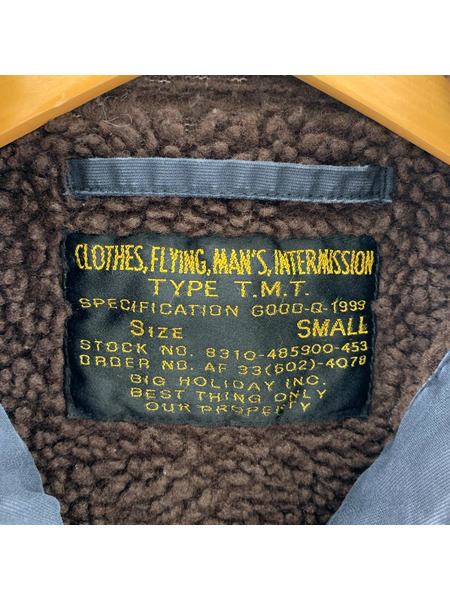 CLOTHES, FLYING, MAN'S, INTERMISSION
TYPE T.M.T.
SPECIFICATION GOOD-Q-1999
SIZE SMALL
STOCK NO. 8310-485900-453
ORDER NO. AF 33(602)-4078
BIG HOLIDAY INC.
BEST THING ONLY
OUR PROPERTY